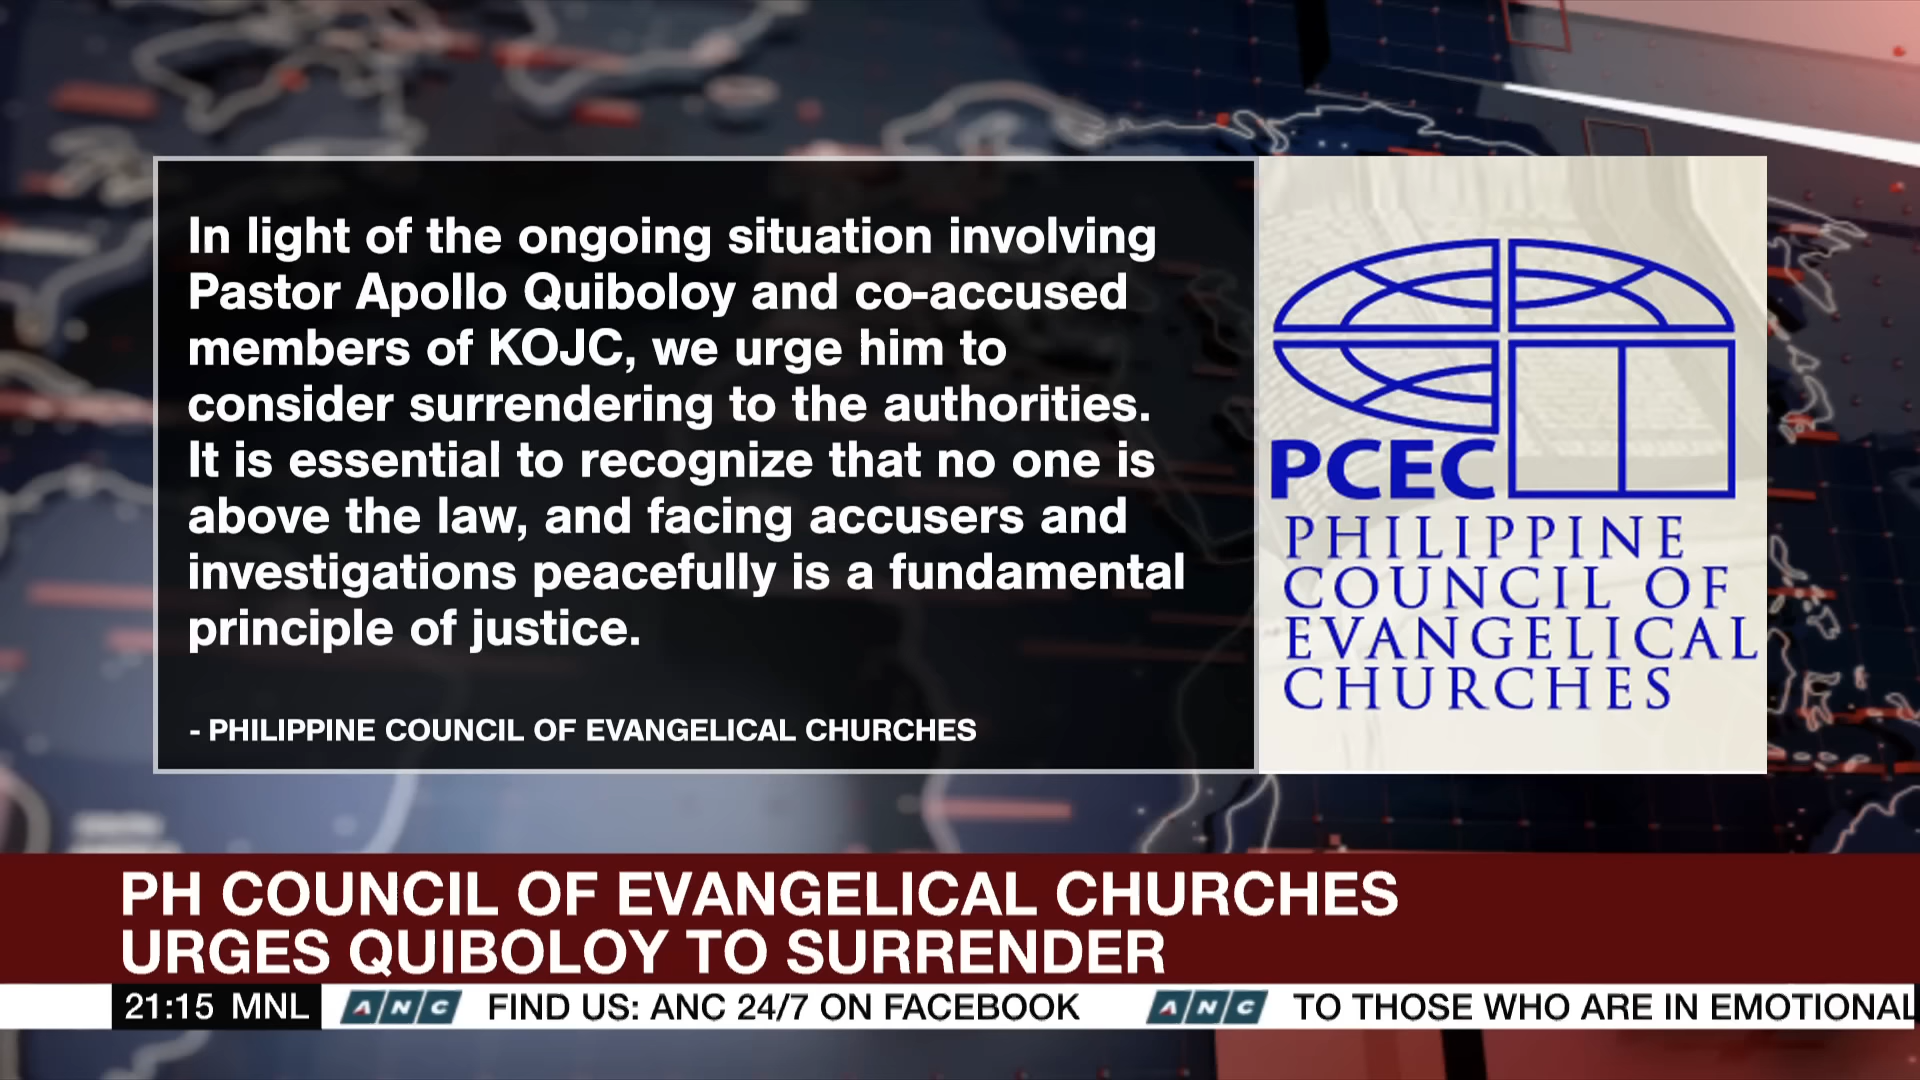 In light of the ongoing situation involving
Pastor Apollo Quiboloy and co-accused
members of KOJC, we urge him to
consider surrendering to the authorities.
It is essential to recognize that no one is
above the law, and facing accusers and
investigations peacefully is a fundamental
principle of justice.
- PHILIPPINE COUNCIL OF EVANGELICAL CHURCHES
PCEC
PHILIPPINE
COUNCIL OF
EVANGELICAL
CHURCHES
PH COUNCIL OF EVANGELICAL CHURCHES
URGES QUIBOLOY TO SURRENDER
21:15 MNL ANC FIND US: ANC 24/7 ON FACEBOOK ANC TO THOSE WHO ARE IN EMOTIONAL